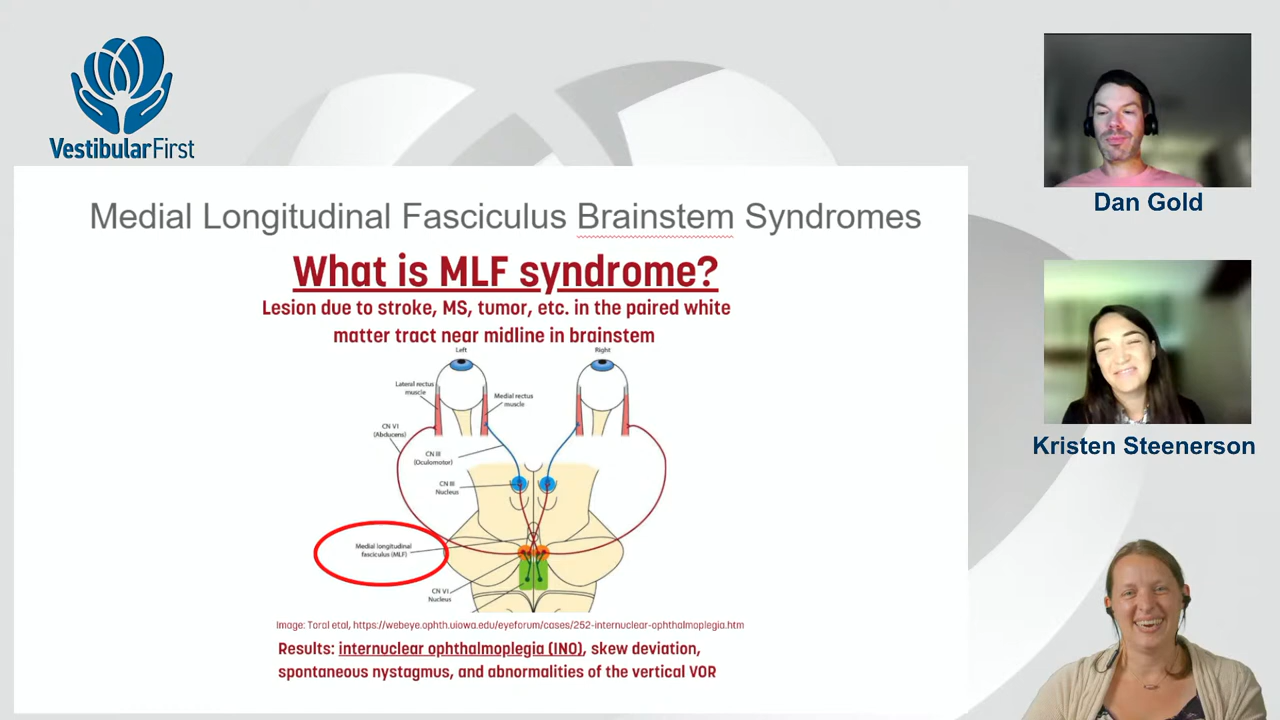 VestibularFirst
Dan Gold
Kristen Steenerson
Medial Longitudinal Fasciculus Brainstem Syndromes
What is MLF syndrome?
Lesion due to stroke, MS, tumor, etc. in the paired white
matter tract near midline in brainstem
Left
Right
Lateral rectus
muscle
Medial rectus
muscle
CN VI
(Abducens)
CN III
(Oculomotor)
CN III
Nucleus
Medial longitudinal
fasciculus (MLF)
CN VI
Nucleus
Image: Toral etal, https://webeye.ophth.uiowa.edu/eyeforum/cases/252-internuclear-ophthalmoplegia.htm
Results: internuclear ophthalmoplegia (INO), skew deviation,
spontaneous nystagmus, and abnormalities of the vertical VOR